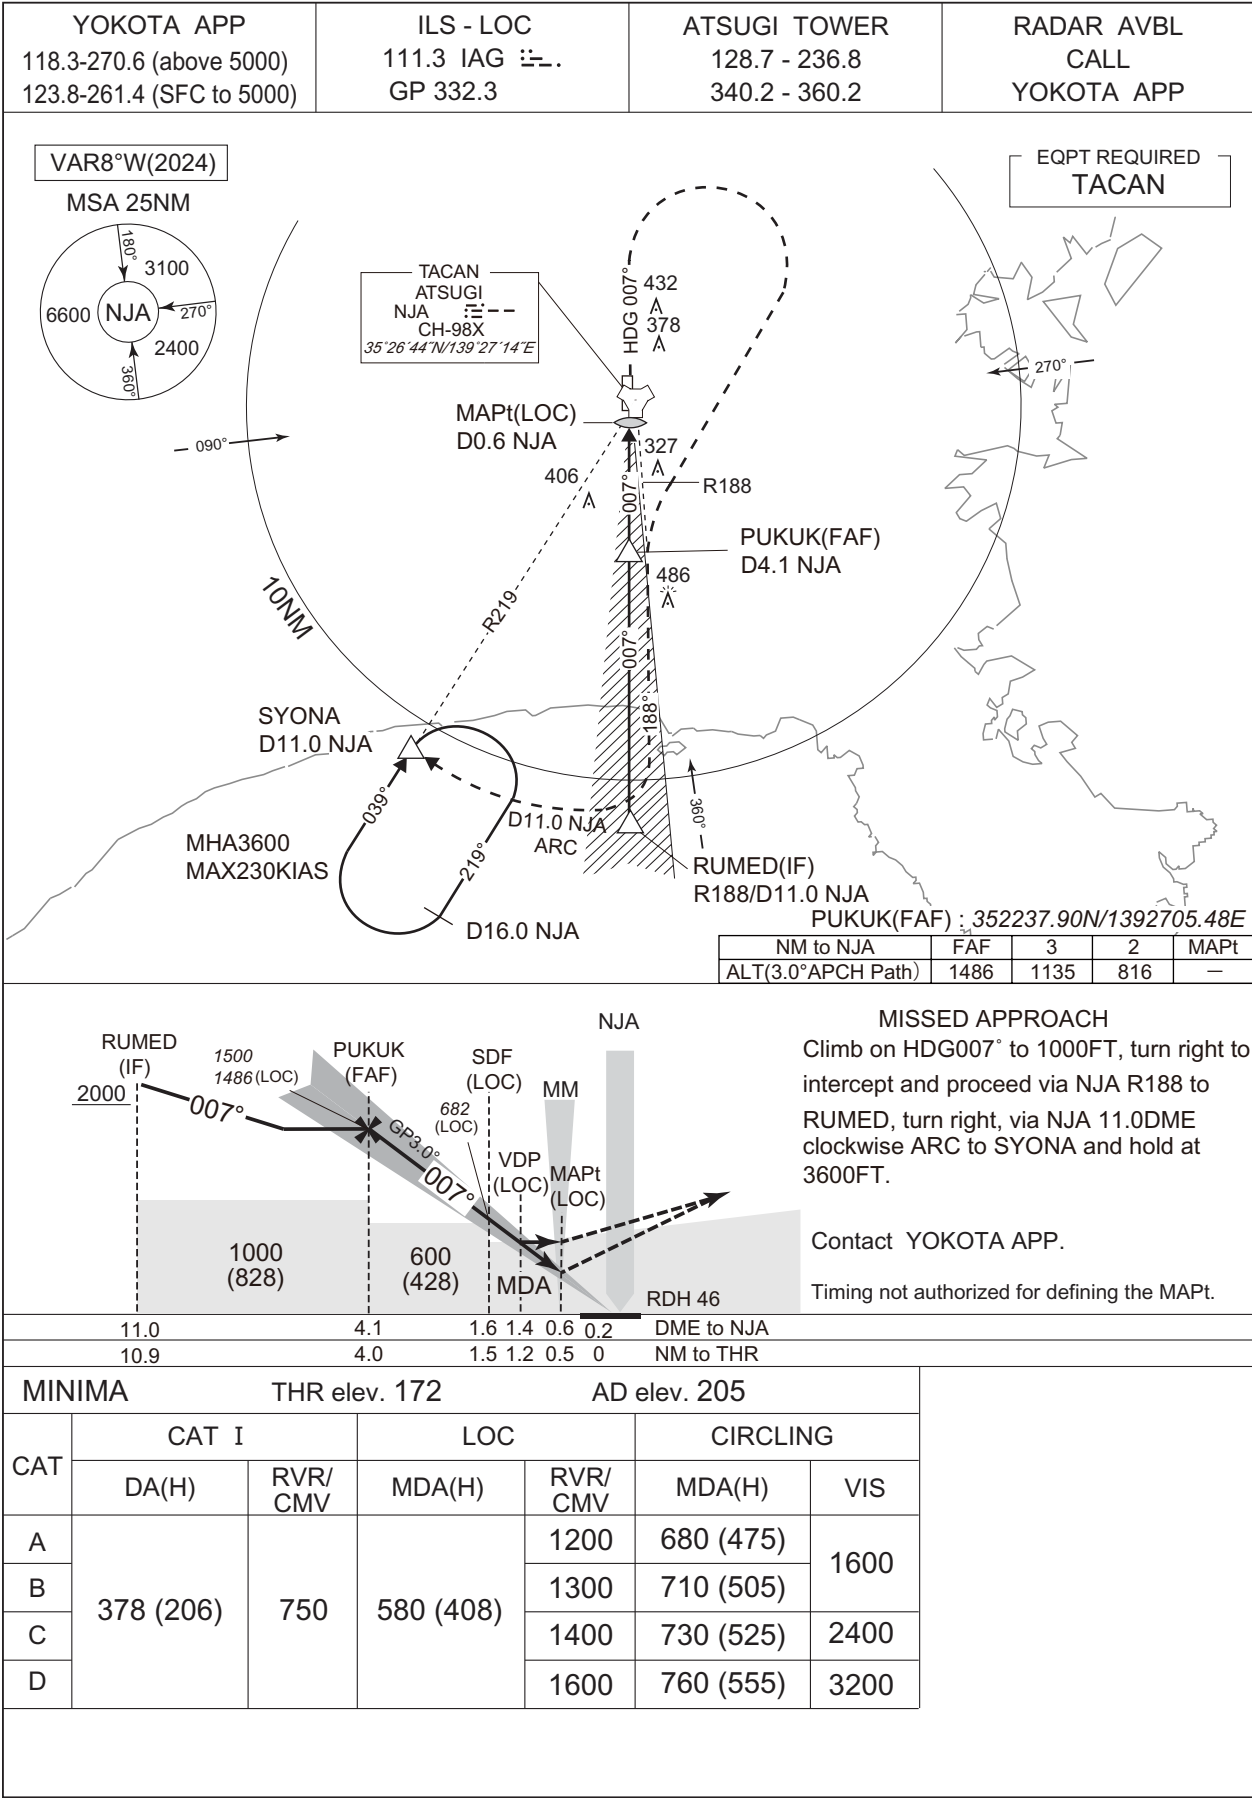 YOKOTA APP
118.3-270.6 (above 5000)
123.8-261.4 (SFC to 5000)
ILS - LOC
111.3 IAG
GP 332.3
ATSUGI TOWER
128.7 - 236.8
340.2 - 360.2
RADAR AVBL
CALL
YOKOTA APP
VAR8°W(2024)
MSA 25NM
180°
3100
6600
NJA
270°
2400
360°
EQPT REQUIRED
TACAN
TACAN
ATSUGI
NJA
CH-98X
35°26´44˝N/139°27´14˝E
HDG 007°
432
378
270°
MAPt(LOC)
D0.6 NJA
090°
327
406
007°
R188
PUKUK(FAF)
D4.1 NJA
486
10NM
R219
007°
188°
SYONA
D11.0 NJA
039°
219°
D11.0 NJA
ARC
360°
MHA3600
MAX230KIAS
D16.0 NJA
RUMED(IF)
R188/D11.0 NJA
PUKUK(FAF) : 352237.90N/1392705.48E
NM to NJA FAF 3 2 MAPt
ALT(3.0°APCH Path) 1486 1135 816 —
RUMED
(IF)
2000
007°
1500
1486 (LOC)
PUKUK
(FAF)
GP3.0°
007°
682
(LOC)
SDF
(LOC)
VDP
(LOC)
MM
MAPt
(LOC)
NJA
1000
(828)
600
(428)
MDA
RDH 46
11.0 4.1 1.6 1.4 0.6 0.2 DME to NJA
10.9 4.0 1.5 1.2 0.5 0 NM to THR
MISSED APPROACH
Climb on HDG007° to 1000FT, turn right to
intercept and proceed via NJA R188 to
RUMED, turn right, via NJA 11.0DME
clockwise ARC to SYONA and hold at
3600FT.
Contact YOKOTA APP.
Timing not authorized for defining the MAPt.
MINIMA THR elev. 172 AD elev. 205
CAT CAT I LOC CIRCLING
DA(H) RVR/CMV MDA(H) RVR/CMV MDA(H) VIS
A 378 (206) 750 580 (408) 1200 680 (475) 1600
B 1300 710 (505)
C 1400 730 (525) 2400
D 1600 760 (555) 3200